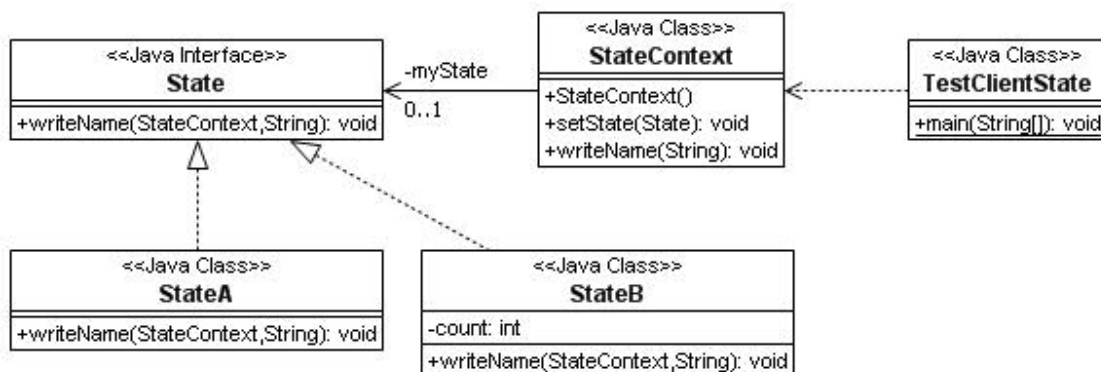 <<Java Interface>>
State
+writeName(StateContext,String): void
-myState
0..1
<<Java Class>>
StateContext
+StateContext()
+setState(State): void
+writeName(String): void
<<Java Class>>
TestClientState
+main(String[]): void
<<Java Class>>
StateA
+writeName(StateContext,String): void
<<Java Class>>
StateB
-count: int
+writeName(StateContext,String): void